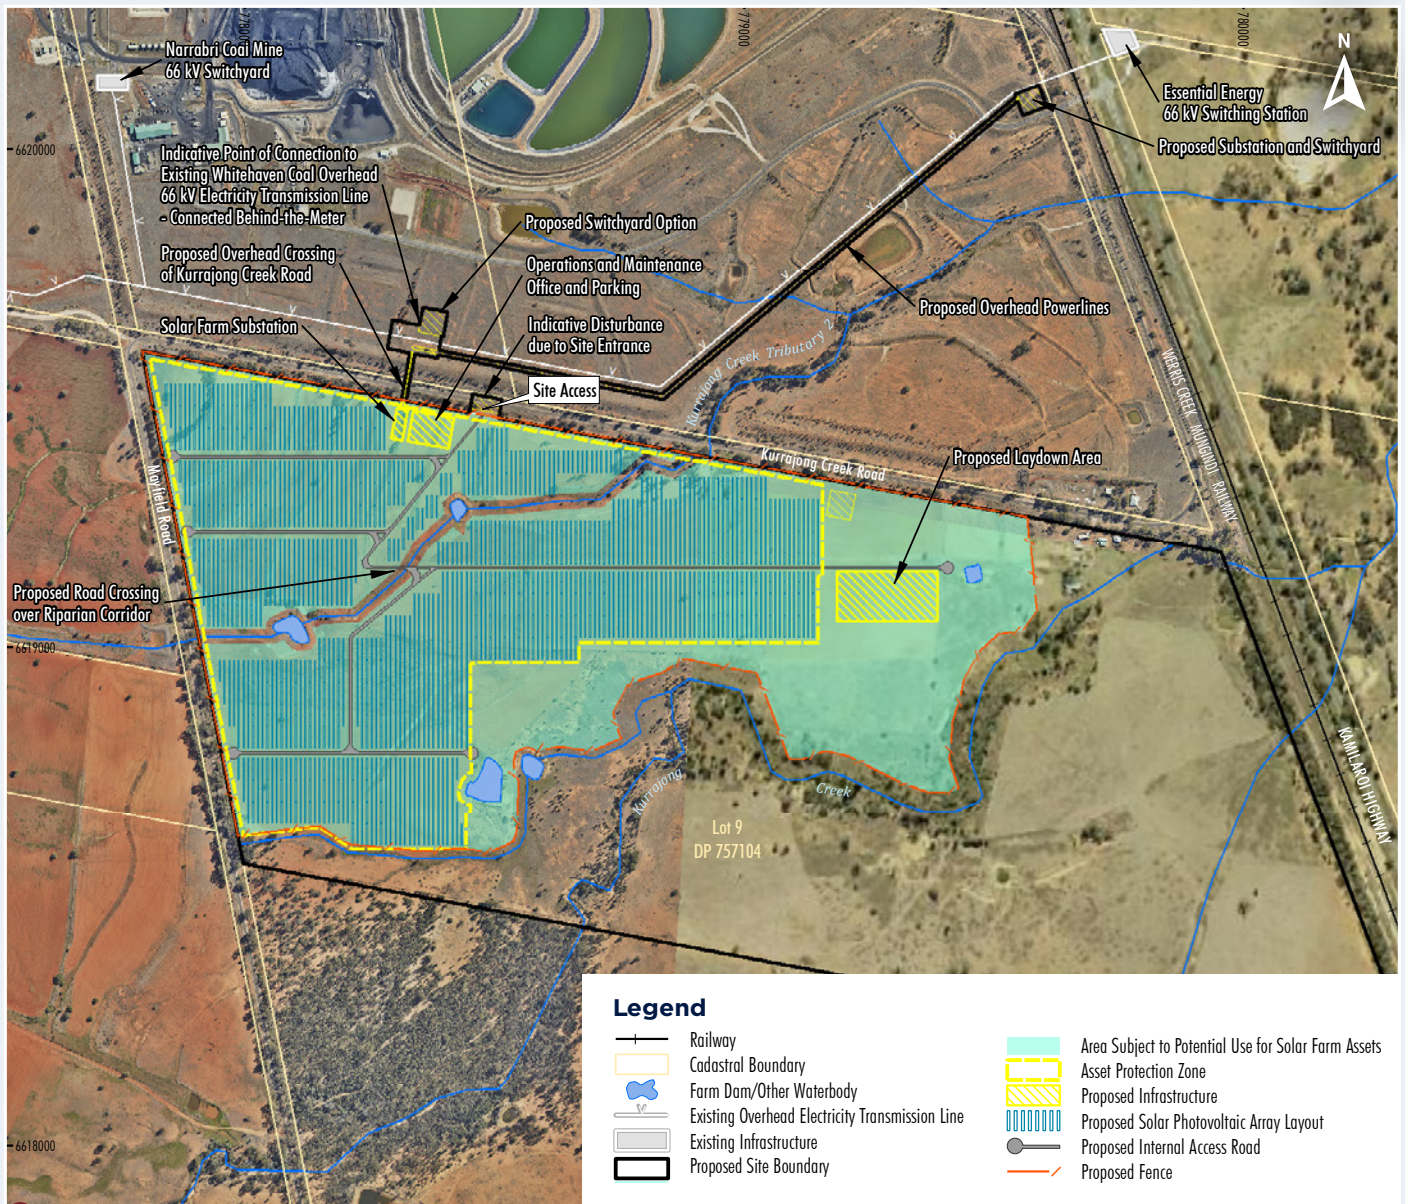 778000
779000
780000
N
Narrabri Coal Mine
66 kV Switchyard
Essential Energy
66 kV Switching Station
Proposed Substation and Switchyard
6620000
Indicative Point of Connection to
Existing Whitehaven Coal Overhead
66 kV Electricity Transmission Line
- Connected Behind-the-Meter
Proposed Switchyard Option
Proposed Overhead Crossing
of Kurrajong Creek Road
Operations and Maintenance
Office and Parking
Proposed Overhead Powerlines
Solar Farm Substation
Indicative Disturbance
due to Site Entrance
Kurrajong Creek Tributary 2
Site Access
WERRIS CREEK MUNGINDI RAILWAY
Kurrajong Creek Road
Proposed Laydown Area
Mayfield Road
Proposed Road Crossing
over Riparian Corridor
6619000
Kurrajong
Creek
KAMILAROI HIGHWAY
Lot 9
DP 757104
6618000
Legend
Railway
Cadastral Boundary
Farm Dam/Other Waterbody
Existing Overhead Electricity Transmission Line
Existing Infrastructure
Proposed Site Boundary
Area Subject to Potential Use for Solar Farm Assets
Asset Protection Zone
Proposed Infrastructure
Proposed Solar Photovoltaic Array Layout
Proposed Internal Access Road
Proposed Fence